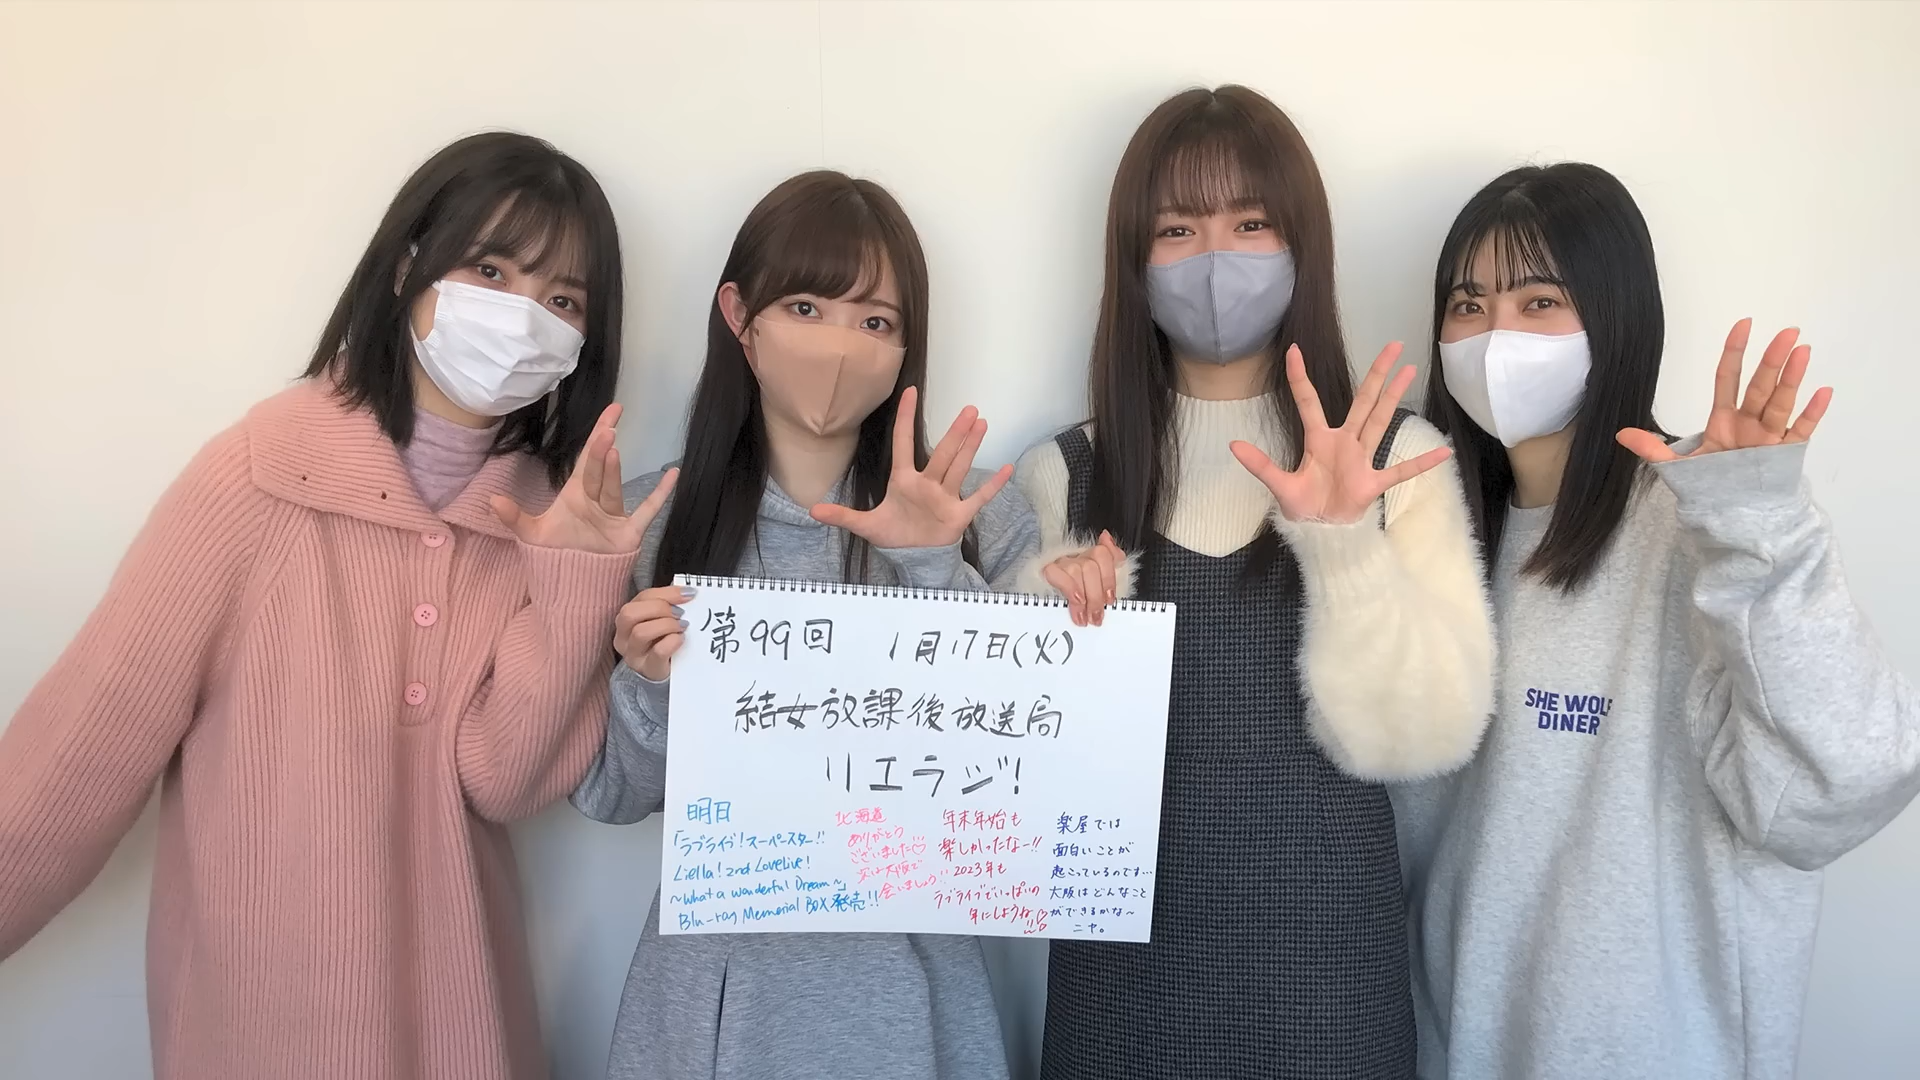 第99回 1月17日(火)
結女放課後放送局
リエラジ!
明日
「ラブライブ!スーパースター!!
Liella! 2nd LoveLive!
~What a Wonderful Dream~」
Blu-ray Memorial BOX 発売!!
北海道
ありがとう
ございました♡
次は大阪で
会いましょう!!
年末年始も
楽しかったなー!!
2023年も
ラブライブでいっぱいの
年にしようね♡
楽屋では
面白いことが
起こっているのです…
大阪はどんなこと
ができるかな~
ニヤ。
SHE WOLF
DINER